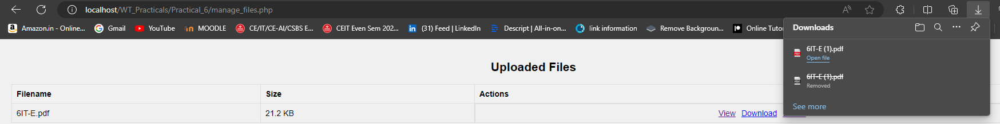 localhost/WT_Practicals/Practical_6/manage_files.php
Amazon.in - Online... Gmail YouTube MOODLE CE/IT/CE-AI/CSBS E... CEIT Even Sem 202... (31) Feed | LinkedIn Descript | All-in-on... link information Remove Backgroun... Online Tutor
Downloads
6IT-E (1).pdf
Open file
6IT-E (1).pdf
Removed
See more
Uploaded Files
Filename Size Actions
6IT-E.pdf 21.2 KB View Download